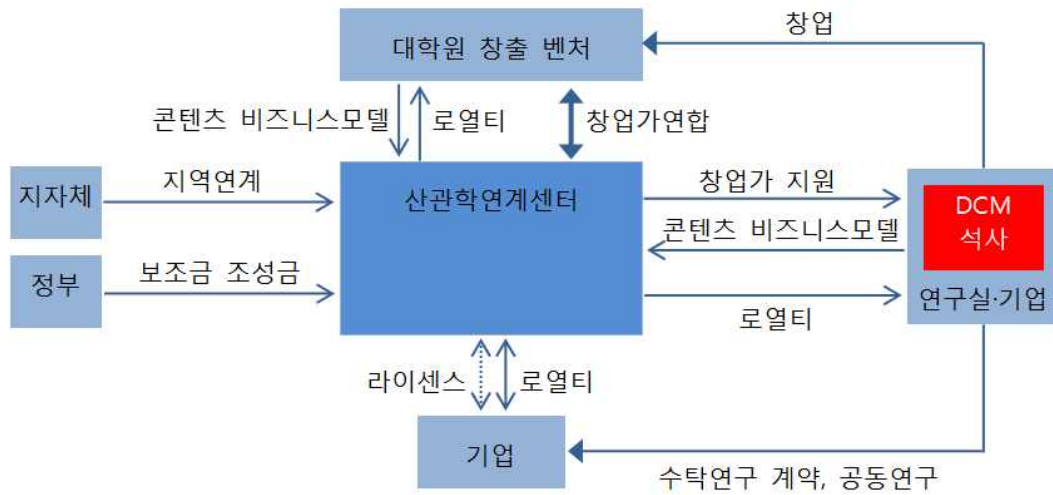 창업
대학원 창출 벤처
콘텐츠 비즈니스모델
로열티
창업가연합
지자체
지역연계
산관학연계센터
창업가 지원
DCM
석사
콘텐츠 비즈니스모델
정부
보조금 조성금
연구실·기업
로열티
라이센스
로열티
기업
수탁연구 계약, 공동연구